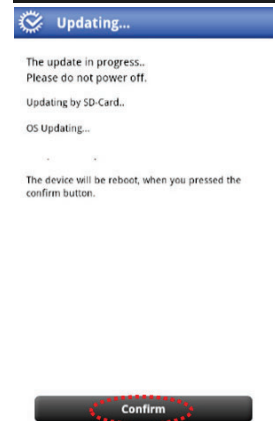 Updating...
The update in progress..
Please do not power off.
Updating by SD-Card..
OS Updating...
The device will be reboot, when you pressed the
confirm button.
Confirm